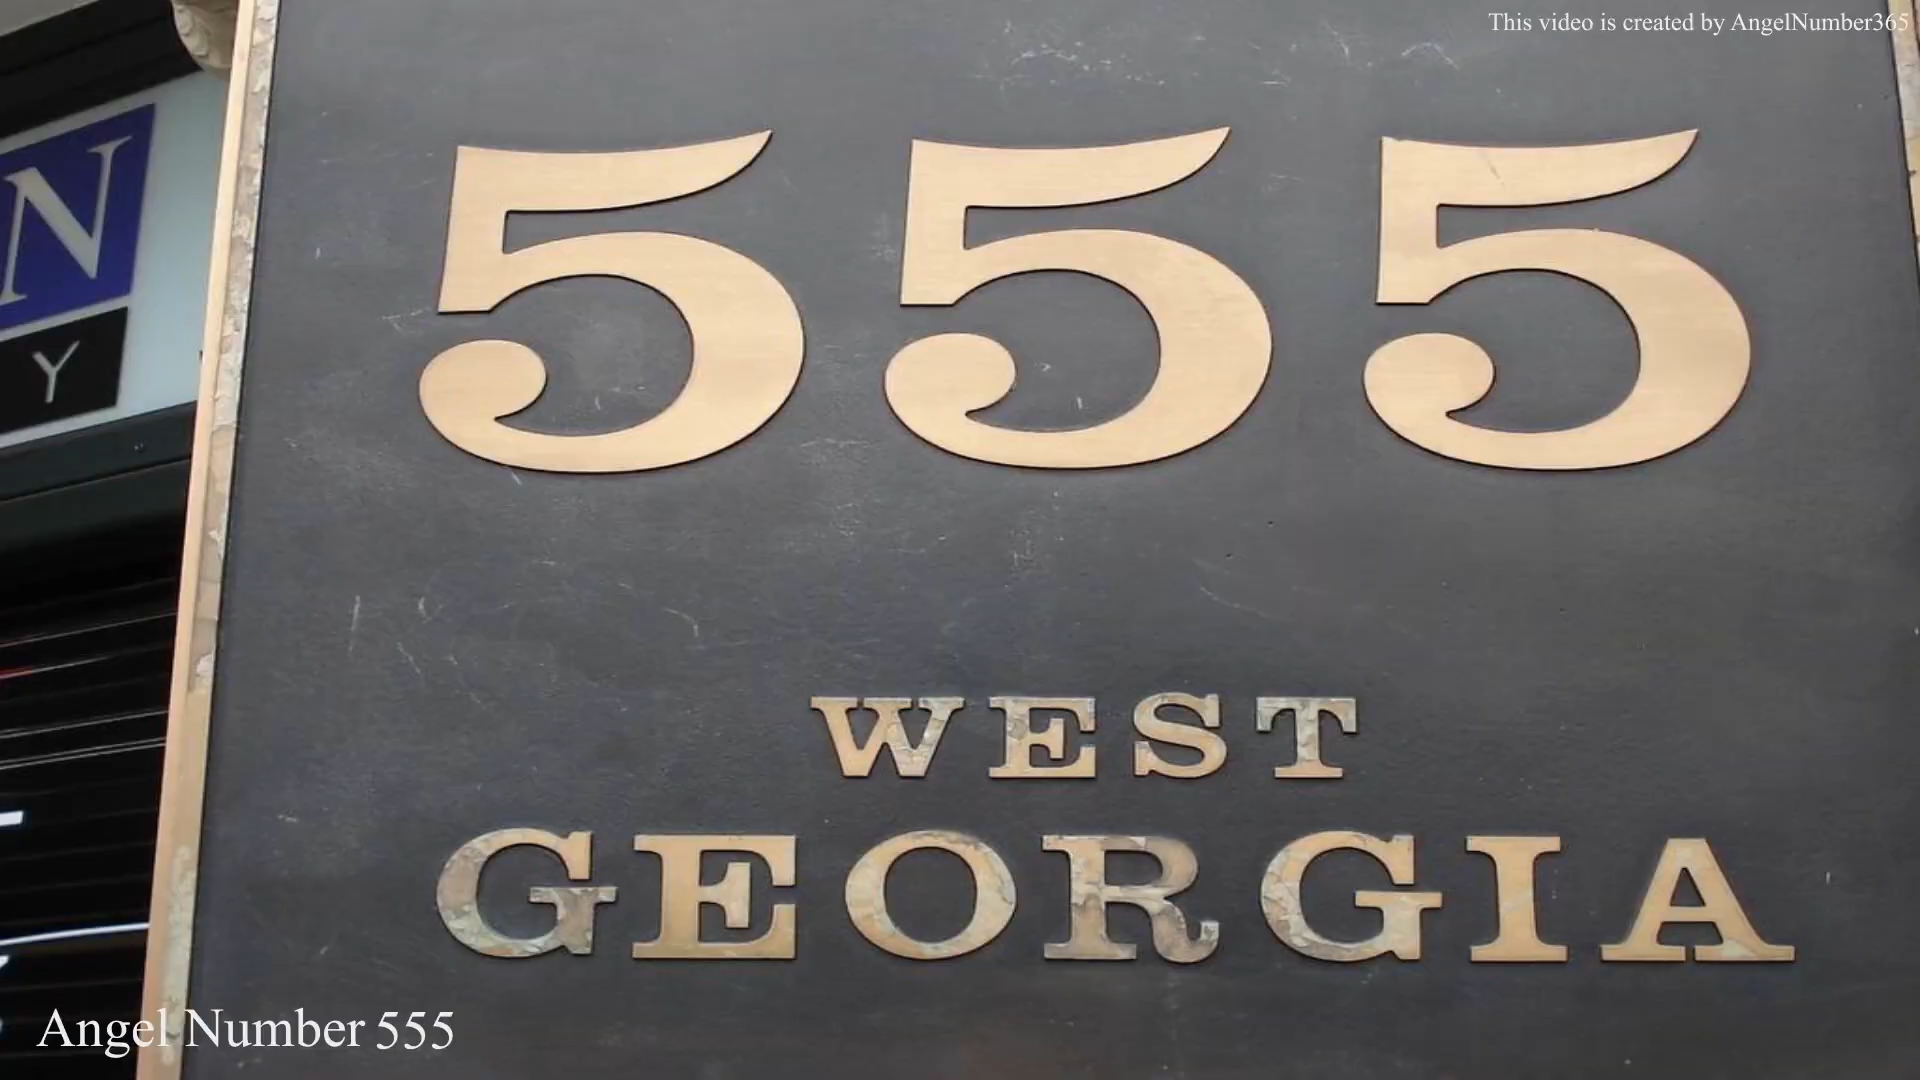 This video is created by AngelNumber365
N
Y
555
WEST
GEORGIA
Angel Number 555